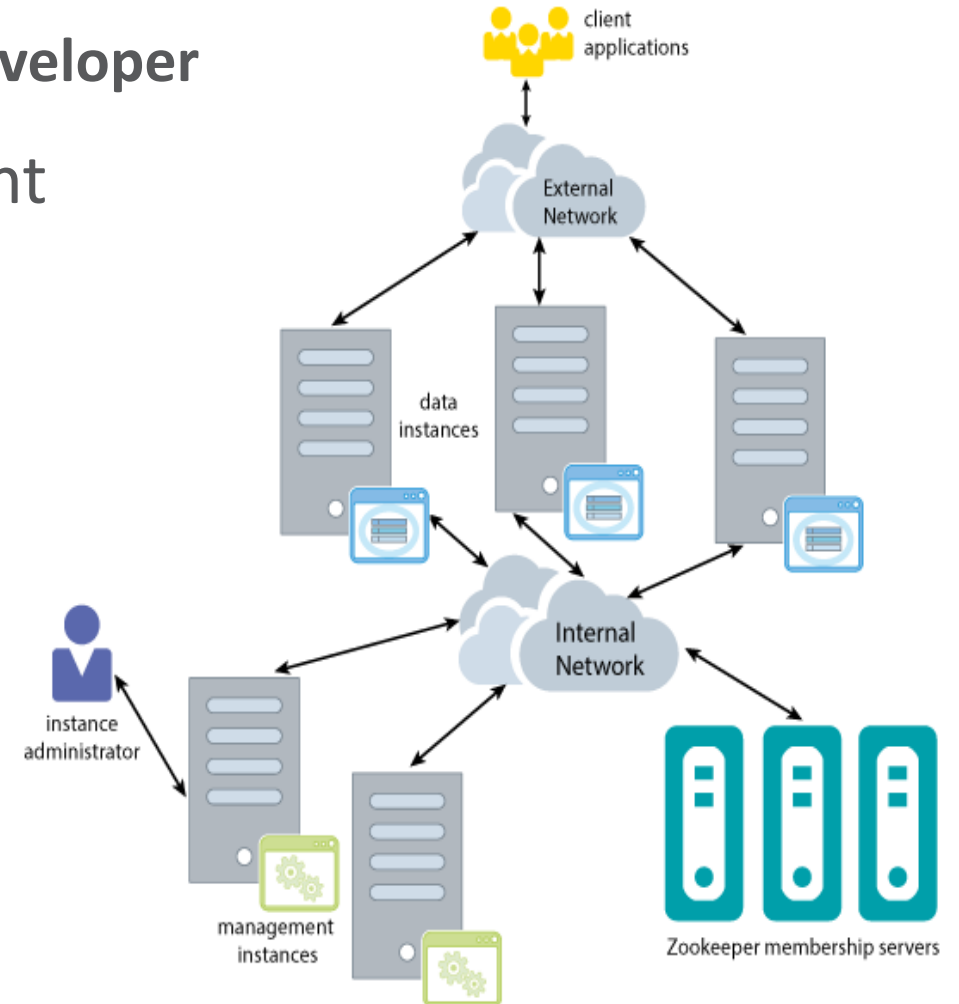 veloper
nt
client
applications
External
Network
data
instances
Internal
Network
instance
administrator
management
instances
Zookeeper membership servers